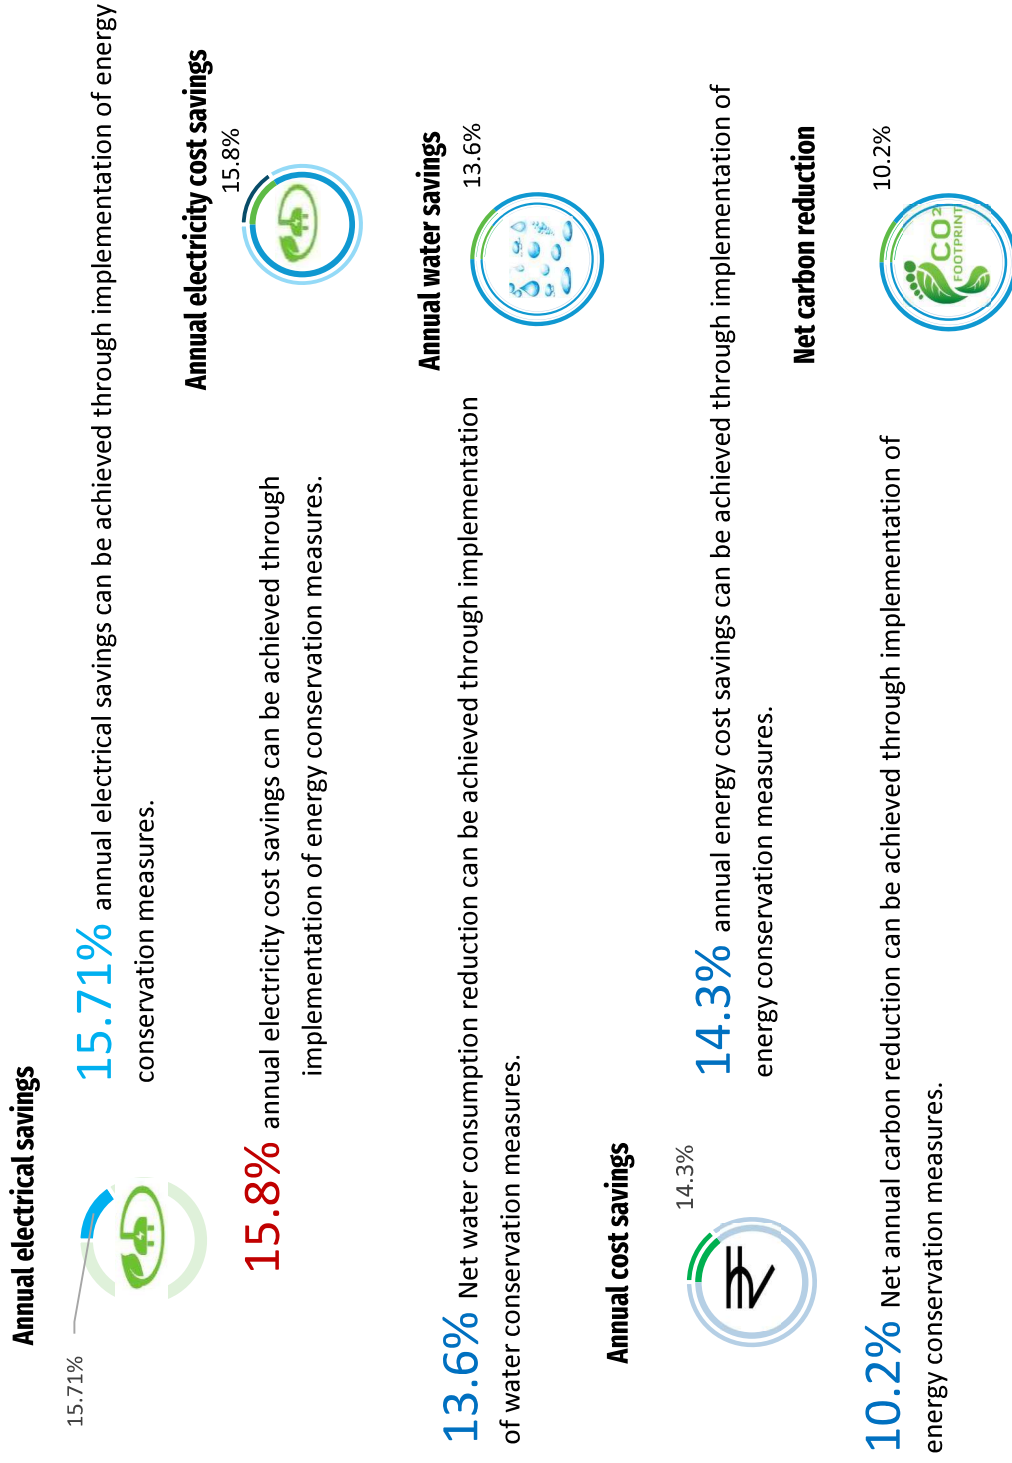 Annual electrical savings
15.71%
15.71% annual electrical savings can be achieved through implementation of energy
conservation measures.
Annual electricity cost savings
15.8%
15.8% annual electricity cost savings can be achieved through
implementation of energy conservation measures.
Annual water savings
13.6%
13.6% Net water consumption reduction can be achieved through implementation
of water conservation measures.
Annual cost savings
14.3%
₹
14.3% annual energy cost savings can be achieved through implementation of
energy conservation measures.
Net carbon reduction
10.2%
CO2
FOOTPRINT
10.2% Net annual carbon reduction can be achieved through implementation of
energy conservation measures.